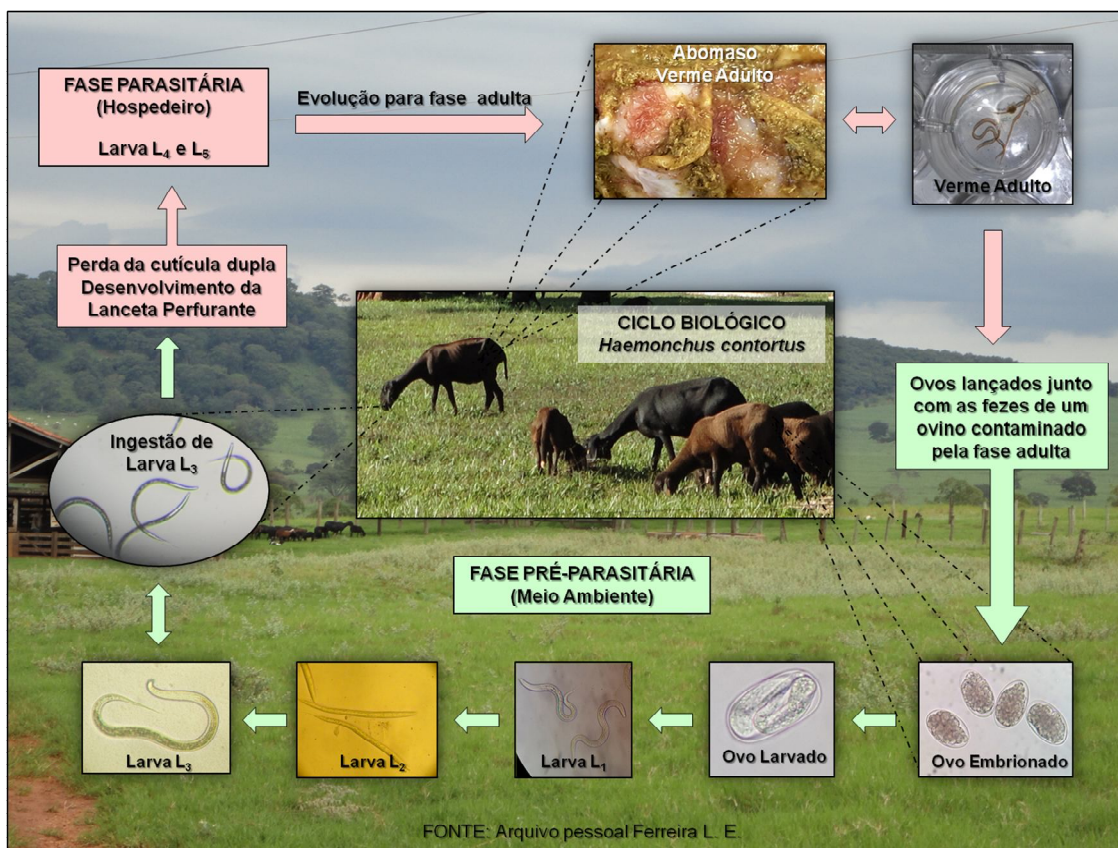 FASE PARASITÁRIA
(Hospedeiro)
Larva L₄ e L₅
Evolução para fase adulta
Abomaso
Verme Adulto
Verme Adulto
Perda da cutícula dupla
Desenvolvimento da
Lanceta Perfurante
CICLO BIOLÓGICO
Haemonchus contortus
Ovos lançados junto
com as fezes de um
ovino contaminado
pela fase adulta
Ingestão de
Larva L₃
FASE PRÉ-PARASITÁRIA
(Meio Ambiente)
Larva L₃
Larva L₂
Larva L₁
Ovo Larvado
Ovo Embrionado
FONTE: Arquivo pessoal Ferreira L. E.